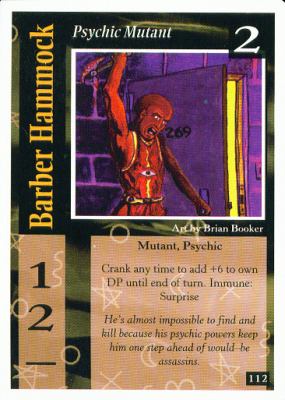 Barber Hammock
Psychic Mutant
2
269
Art by Brian Booker
Mutant, Psychic
1
2
—
Crank any time to add +6 to own
DP until end of turn. Immune:
Surprise
He's almost impossible to find and
kill because his psychic powers keep
him one step ahead of would-be
assassins.
112